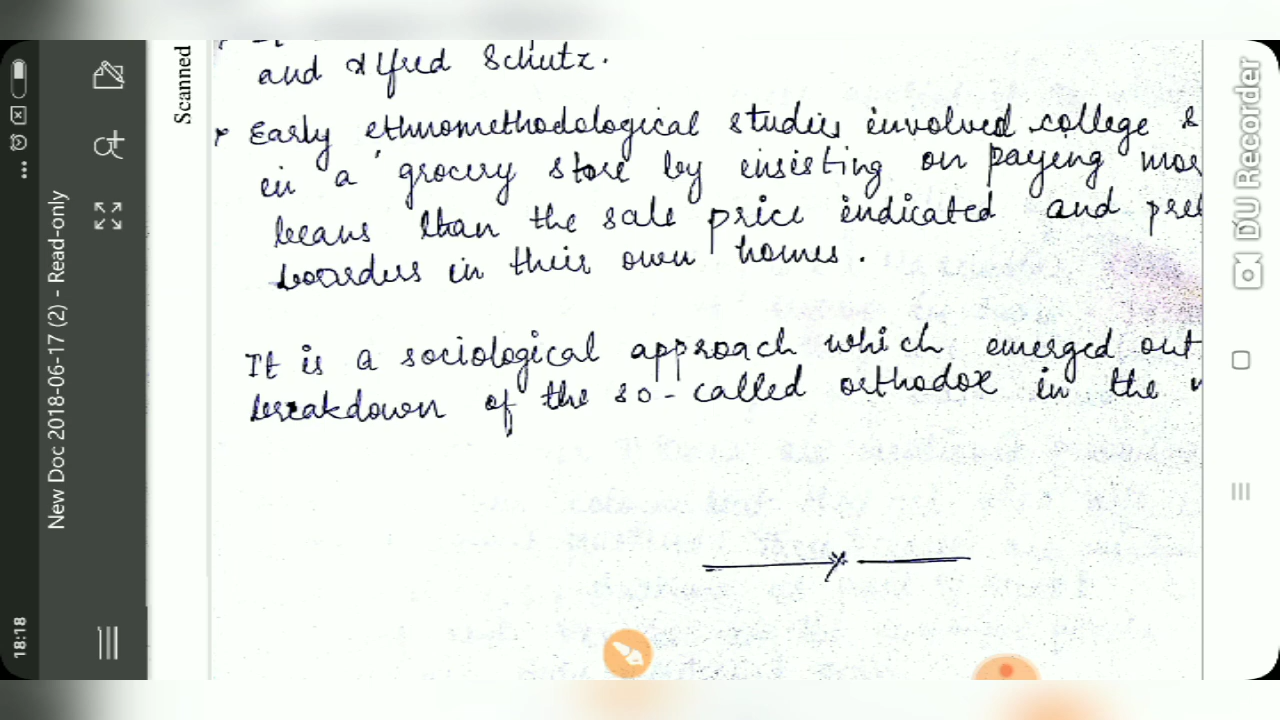 and Alfred Schutz.
Early ethnomethodological studies involved college
in a grocery store by insisting on paying
beans than the sale price indicated and
boarders in their own homes.
It is a sociological approach which emerged out
breakdown of the so-called orthodox in the
Scanned
New Doc 2018-06-17 (2) - Read-only
18:18
DU Recorder